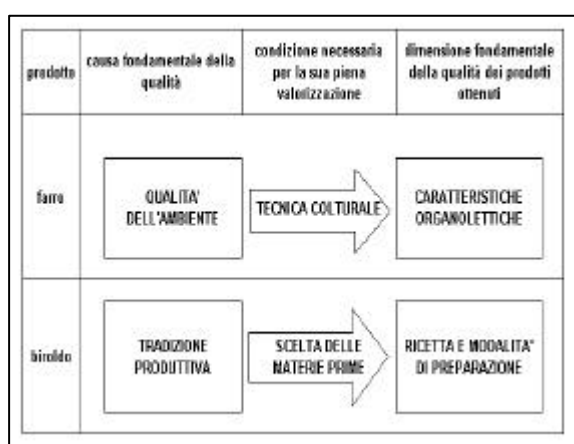 prodotto
causa fondamentale della
qualità
condizione necessaria
per la sua piena
valorizzazione
dimensione fondamentale
della qualità dei prodotti
ottenuti
farro
QUALITA'
DELL'AMBIENTE
TECNICA COLTURALE
CARATTERISTICHE
ORGANOLETTICHE
biroldo
TRADIZIONE
PRODUTTIVA
SCELTA DELLE
MATERIE PRIME
RICETTA E MODALITA'
DI PREPARAZIONE